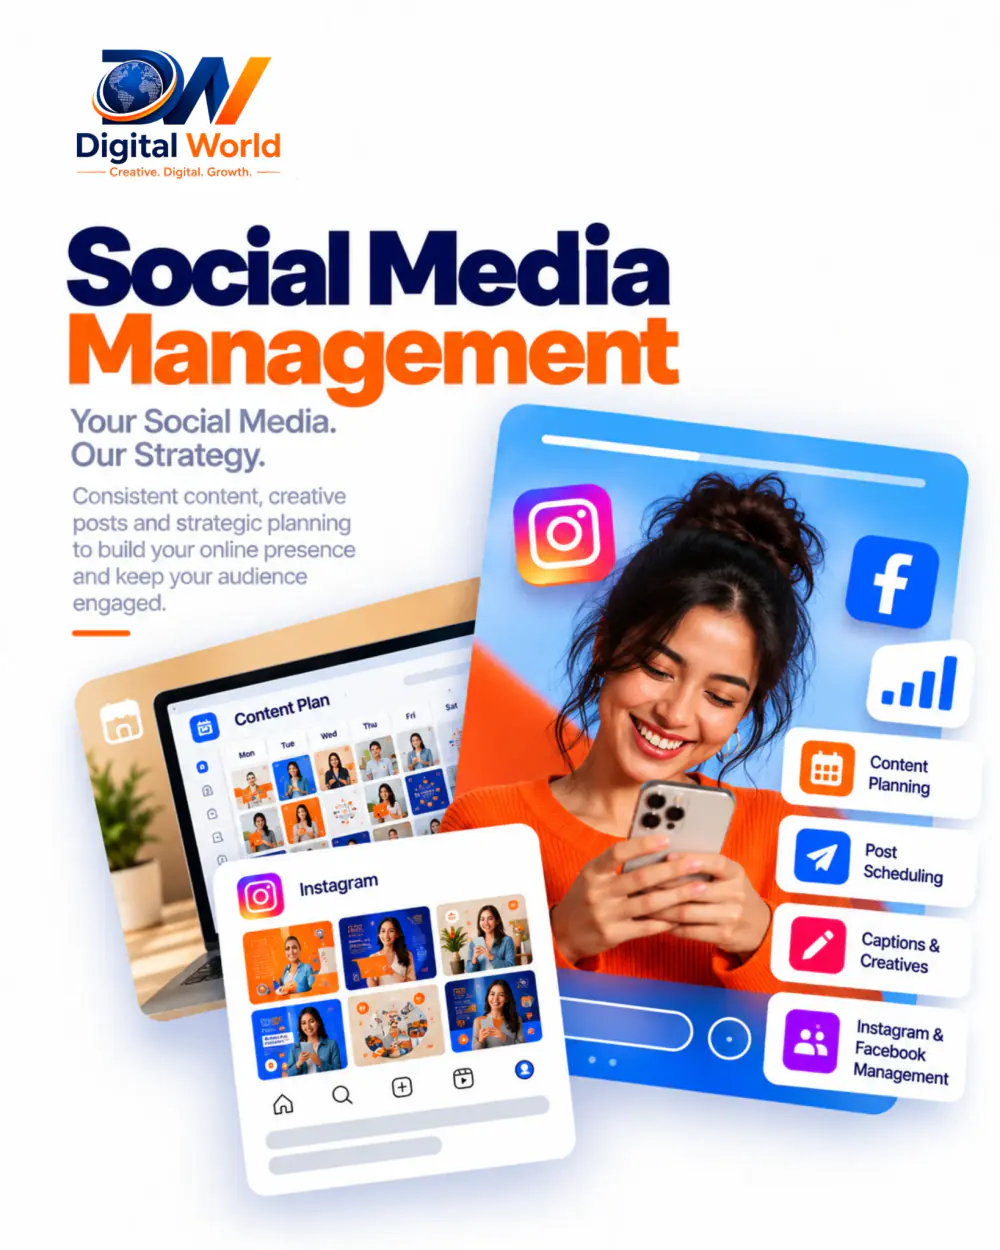 DW
Digital World
Creative. Digital. Growth.
Social Media
Management
Your Social Media.
Our Strategy.
Consistent content, creative
posts and strategic planning
to build your online presence
and keep your audience
engaged.
Content Plan
Mon
Tue
Wed
Thu
Fri
Sat
Instagram
Content
Planning
Post
Scheduling
Captions &
Creatives
Instagram &
Facebook
Management